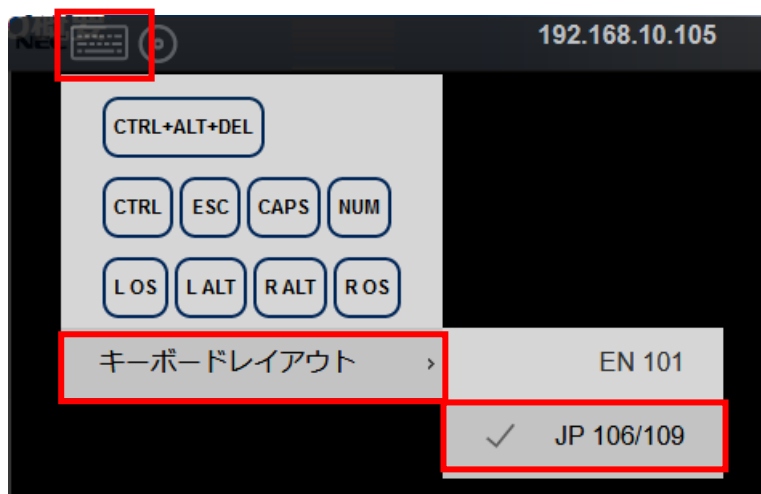 NEC
192.168.10.105
CTRL+ALT+DEL
CTRL ESC CAPS NUM
L OS L ALT R ALT R OS
キーボードレイアウト › EN 101
✓ JP 106/109